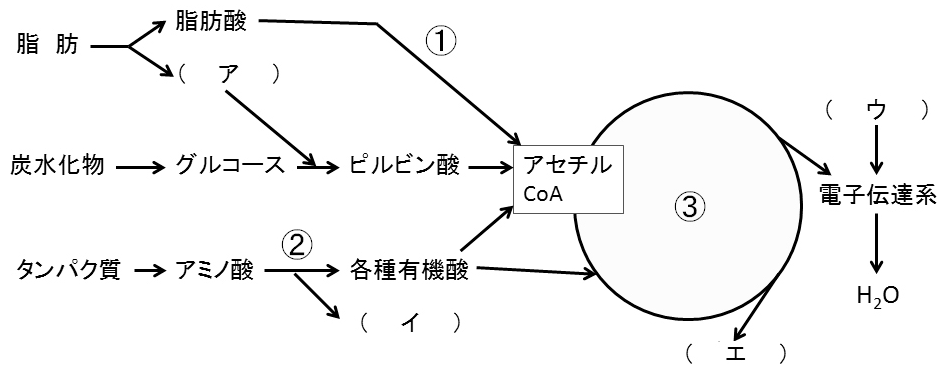 脂肪酸
①
脂　肪
（　ア　）
（　ウ　）
炭水化物
グルコース
ピルビン酸
アセチル
CoA
③
電子伝達系
②
タンパク質
アミノ酸
各種有機酸
H₂O
（　イ　）
（　エ　）